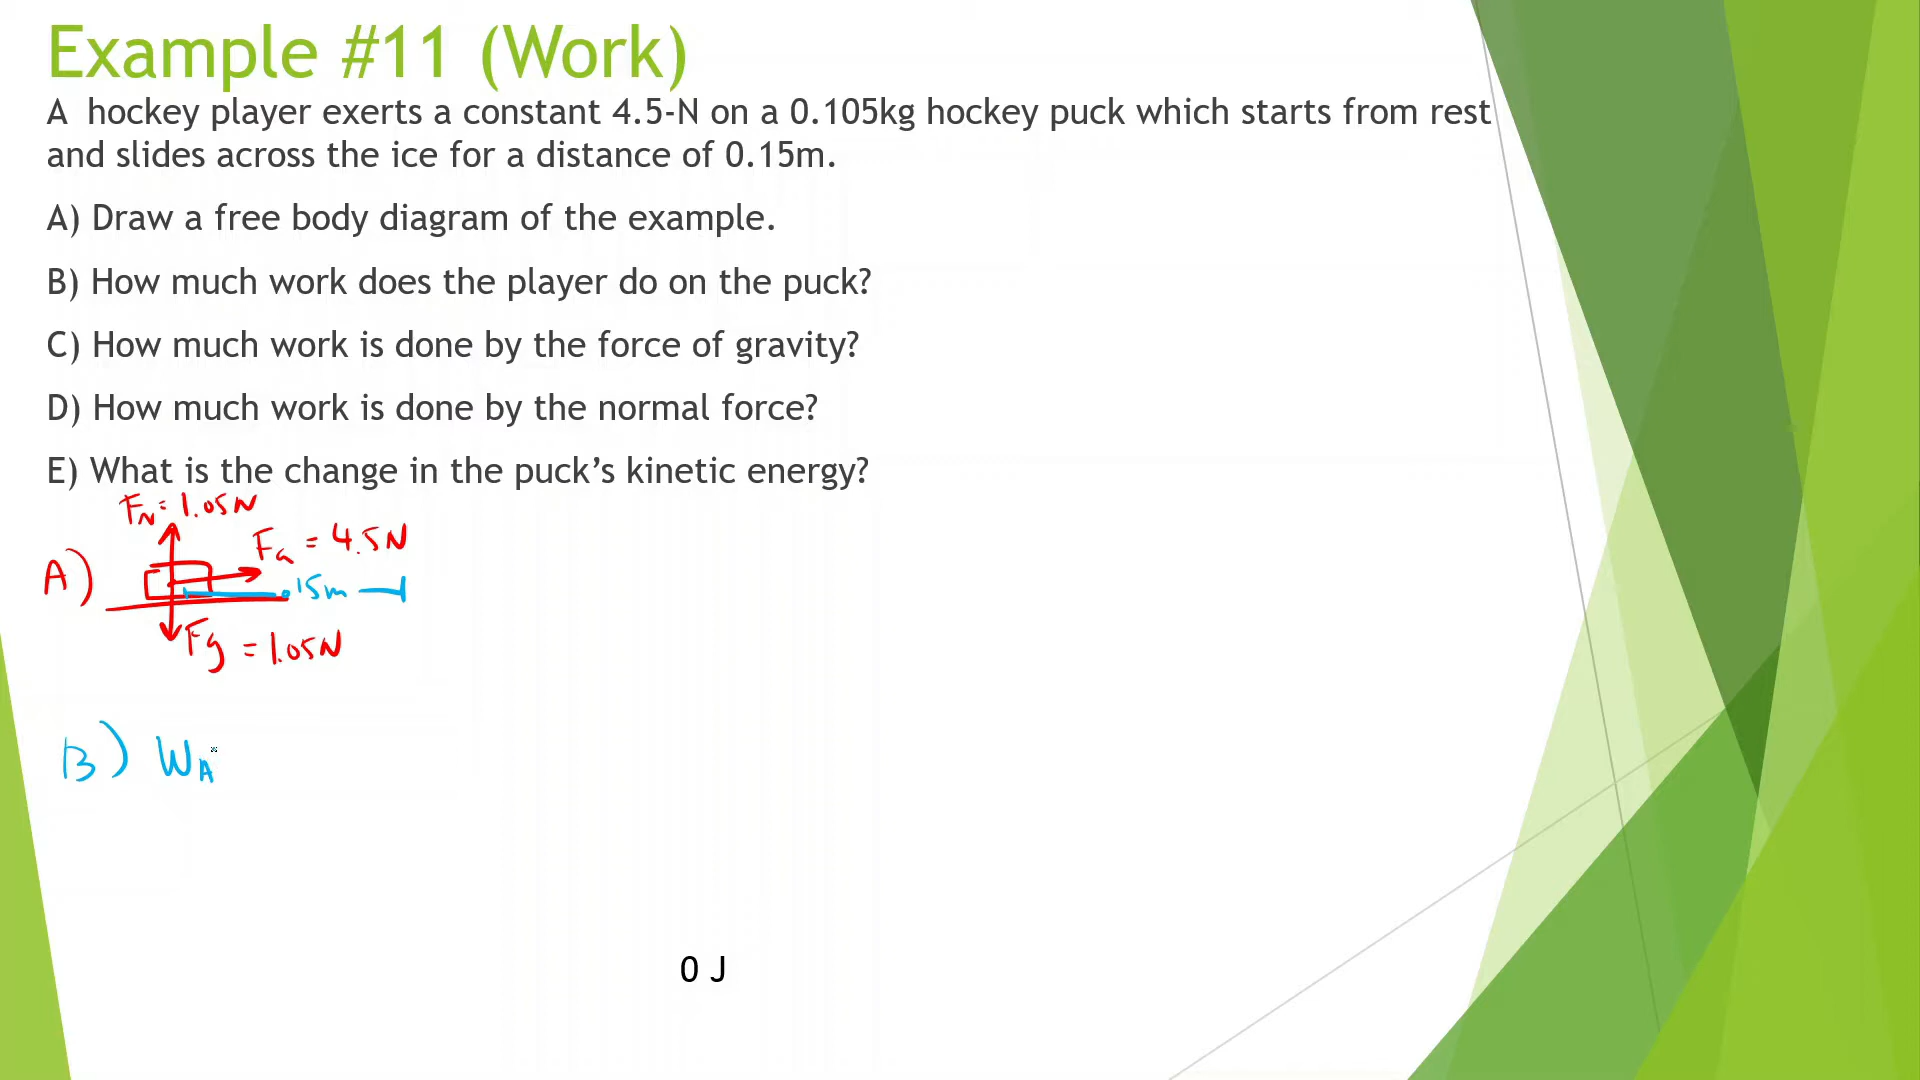 Example #11 (Work)
A hockey player exerts a constant 4.5-N on a 0.105kg hockey puck which starts from rest
and slides across the ice for a distance of 0.15m.
A) Draw a free body diagram of the example.
B) How much work does the player do on the puck?
C) How much work is done by the force of gravity?
D) How much work is done by the normal force?
E) What is the change in the puck’s kinetic energy?
FN = 1.05N
Fa = 4.5N
A)
.15m
Fg = 1.05N
B) WA
0 J